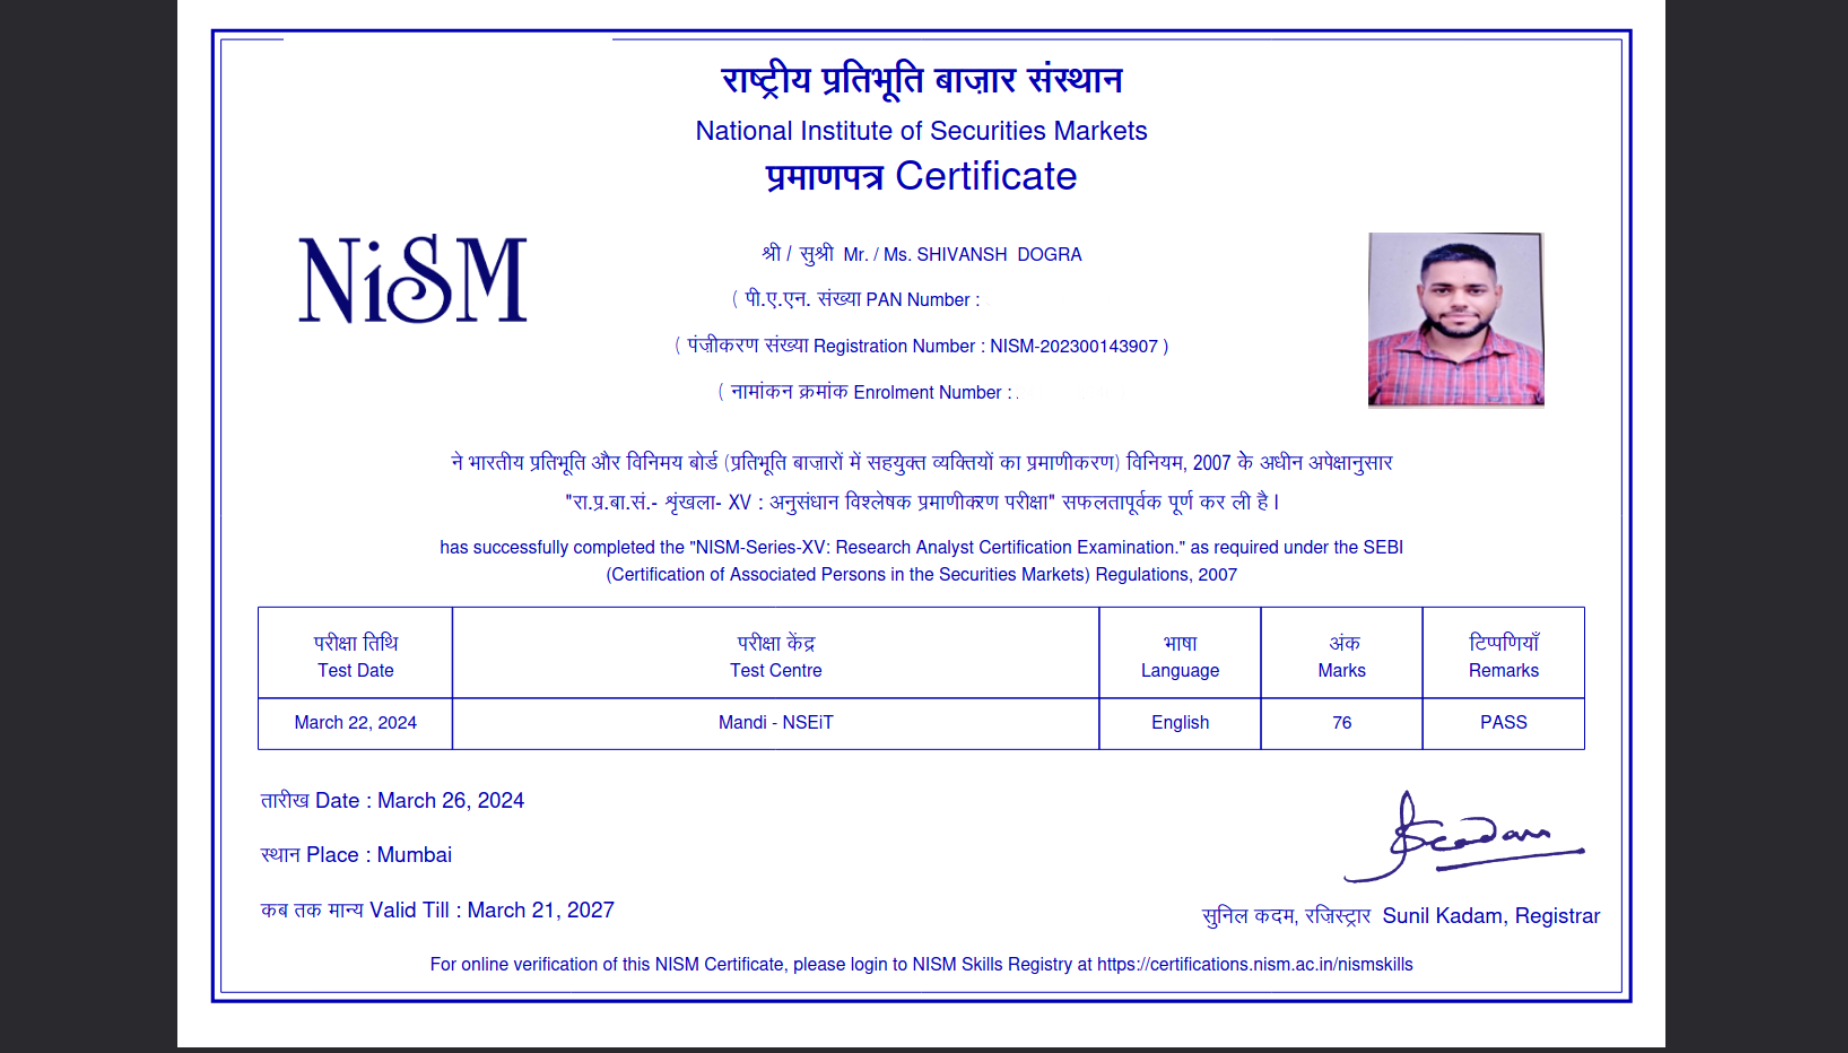 राष्ट्रीय प्रतिभूति बाज़ार संस्थान
National Institute of Securities Markets
प्रमाणपत्र Certificate
NiSM
श्री / सुश्री Mr. / Ms. SHIVANSH DOGRA
( पी.ए.एन. संख्या PAN Number :
( पंजीकरण संख्या Registration Number : NISM-202300143907 )
( नामांकन क्रमांक Enrolment Number :
ने भारतीय प्रतिभूति और विनिमय बोर्ड (प्रतिभूति बाजारों में सहयुक्त व्यक्तियों का प्रमाणीकरण) विनियम, 2007 के अधीन अपेक्षानुसार
"रा.प्र.बा.सं.- शृंखला- XV : अनुसंधान विश्लेषक प्रमाणीकरण परीक्षा" सफलतापूर्वक पूर्ण कर ली है I
has successfully completed the "NISM-Series-XV: Research Analyst Certification Examination." as required under the SEBI
(Certification of Associated Persons in the Securities Markets) Regulations, 2007
परीक्षा तिथि परीक्षा केंद्र भाषा अंक टिप्पणियाँ
Test Date Test Centre Language Marks Remarks
March 22, 2024 Mandi - NSEiT English 76 PASS
तारीख Date : March 26, 2024
स्थान Place : Mumbai
कब तक मान्य Valid Till : March 21, 2027
सुनिल कदम, रजिस्ट्रार Sunil Kadam, Registrar
For online verification of this NISM Certificate, please login to NISM Skills Registry at https://certifications.nism.ac.in/nismskills